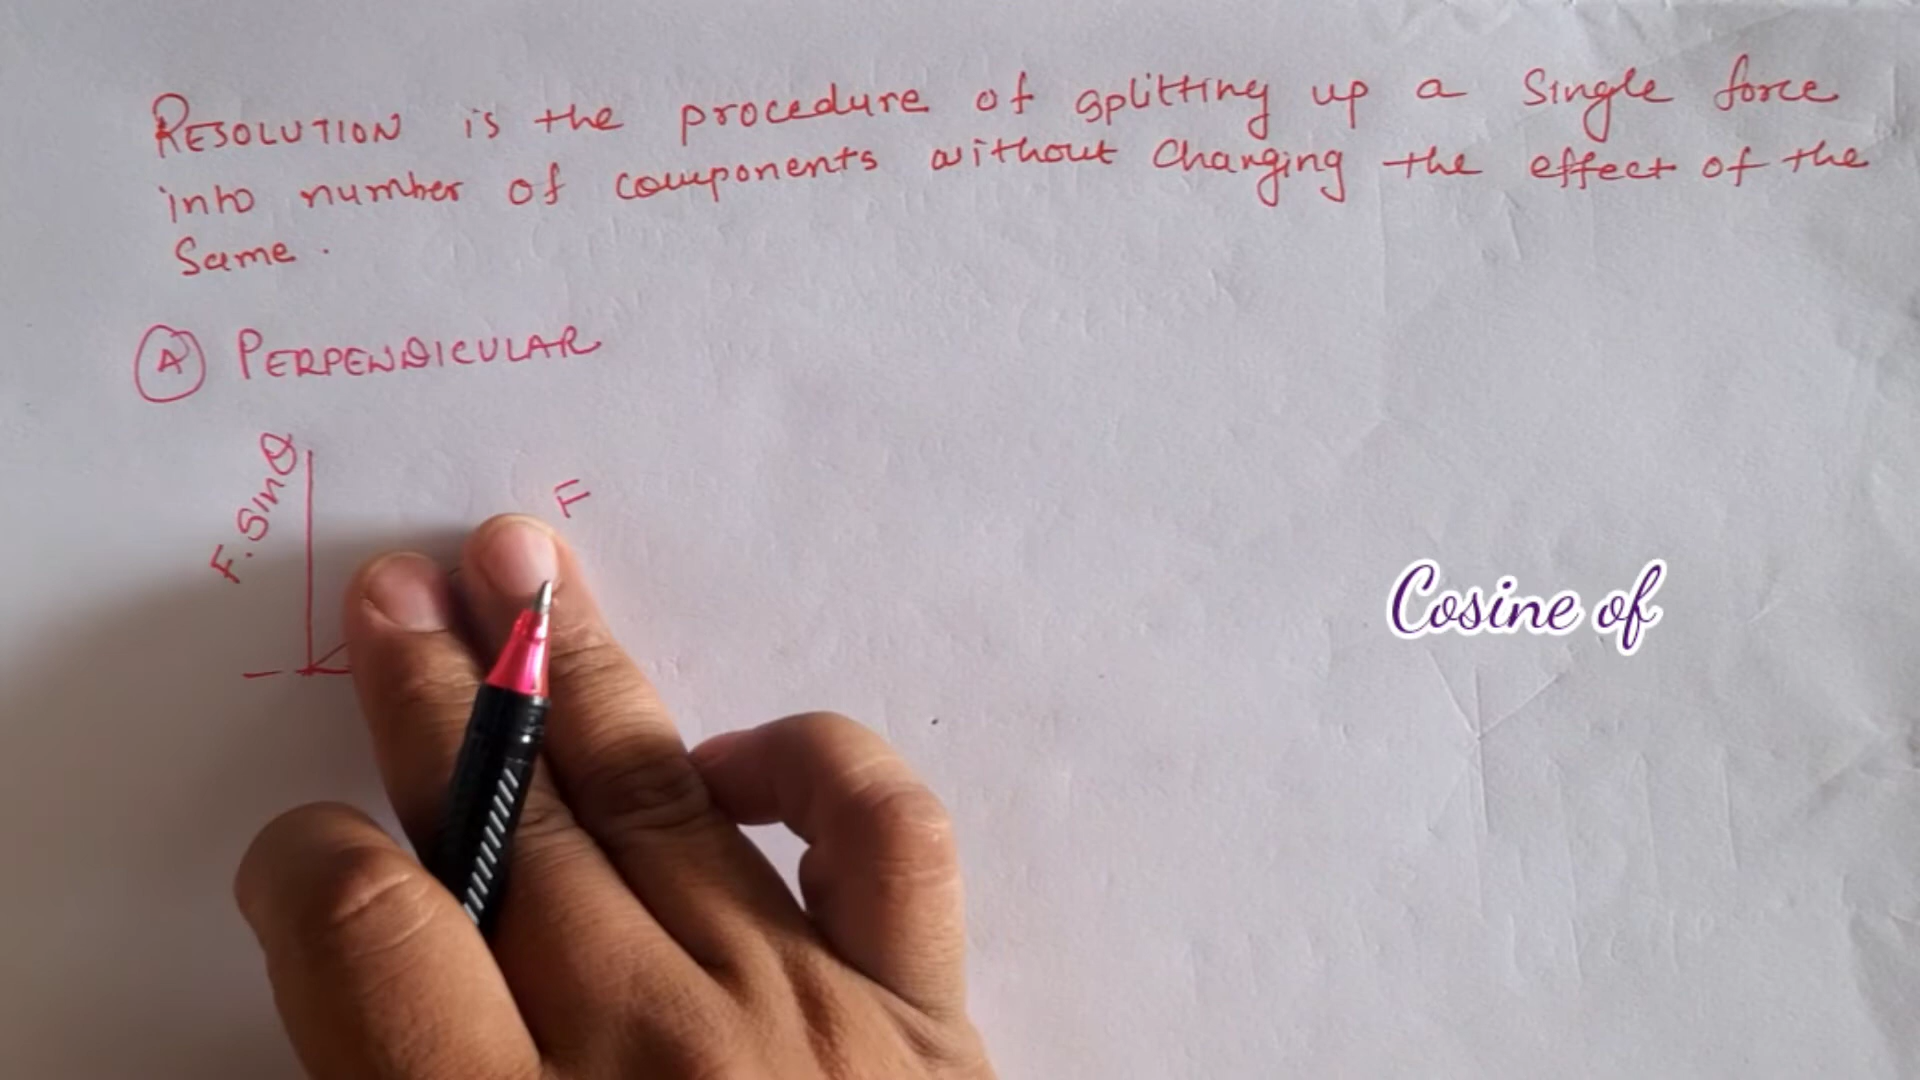 RESOLUTION is the procedure of splitting up a Single force
into number of components without Changing the effect of the
Same .
A PERPENDICULAR
F. Sinθ
F
Cosine of